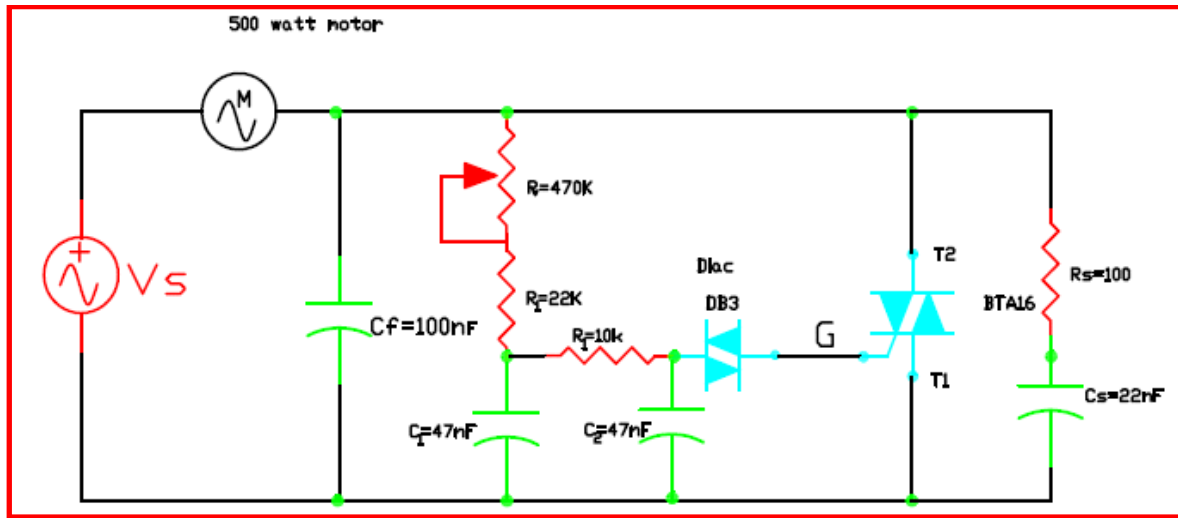 500 watt motor
M
+
Vs
Cf=100nF
R=470K
R1=22K
R1=10k
C1=47nF
C2=47nF
Diac
DB3
G
T2
T1
BTA16
Rs=100
Cs=22nF